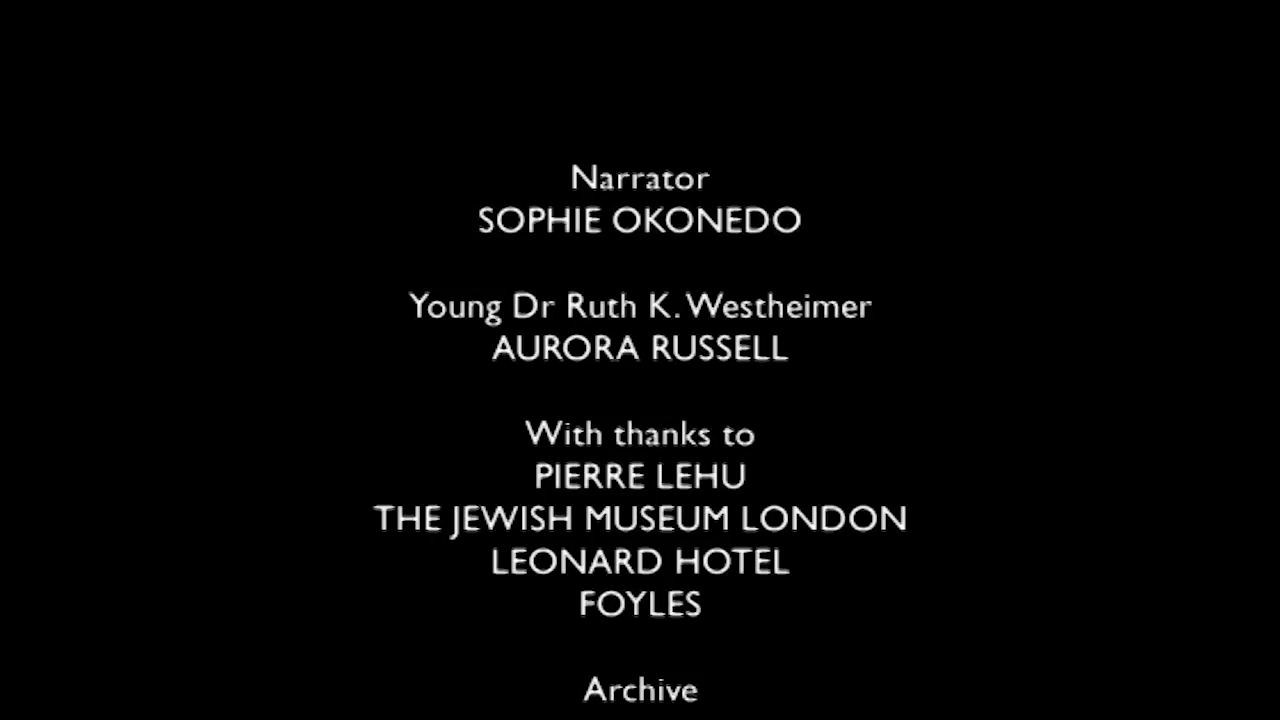 Narrator
SOPHIE OKONEDO
Young Dr Ruth K. Westheimer
AURORA RUSSELL
With thanks to
PIERRE LEHU
THE JEWISH MUSEUM LONDON
LEONARD HOTEL
FOYLES
Archive